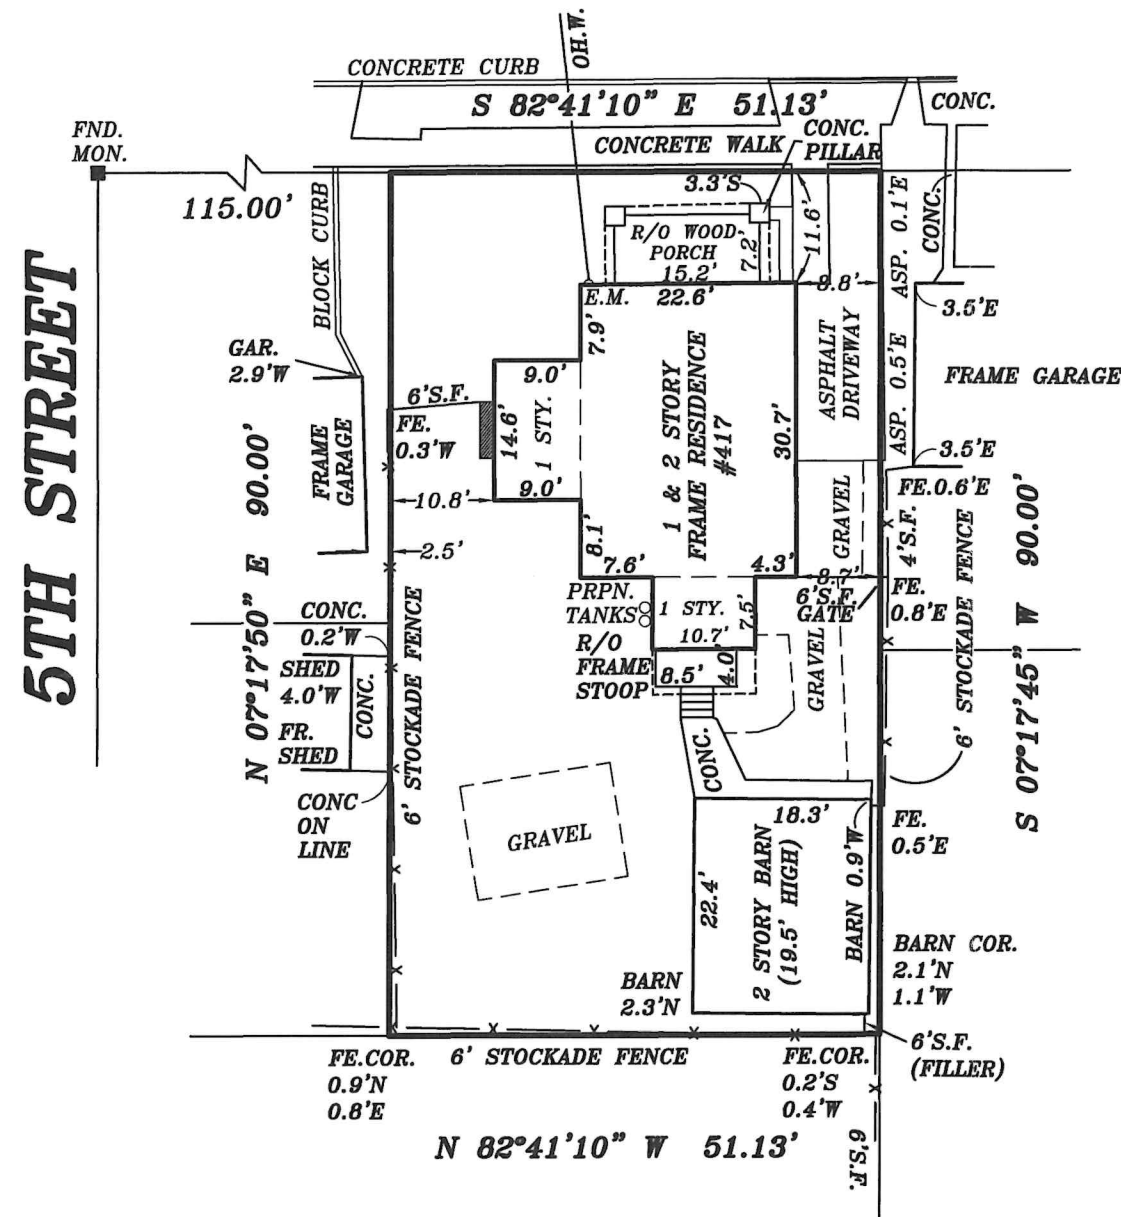 OH.W.
CONCRETE CURB
S 82°41'10" E 51.13'
CONC.
FND.
MON.
CONCRETE WALK
CONC.
PILLAR
115.00'
3.3'S
R/O WOOD
PORCH
15.2'
7.2'
11.6'
ASP. 0.1'E
CONC.
BLOCK CURB
E.M.
22.6'
8.8'
3.5'E
5TH STREET
7.9'
GAR.
2.9'W
9.0'
6'S.F.
FE.
0.3'W
14.6'
1 STY.
9.0'
1 & 2 STORY
FRAME RESIDENCE
#417
30.7'
ASPHALT
DRIVEWAY
ASP. 0.5'E
FRAME GARAGE
3.5'E
FRAME
GARAGE
N 07°17'50" E 90.00'
10.8'
2.5'
8.1'
7.6'
4.3'
GRAVEL
FE.0.6'E
4'S.F.
8.7'
6'S.F.
GATE
FE.
0.8'E
6' STOCKADE FENCE
S 07°17'45" W 90.00'
PRPN.
TANKS
1 STY.
10.7'
7.5'
R/O
FRAME
STOOP
8.5'
4.0'
GRAVEL
CONC.
0.2'W
SHED
4.0'W
FR.
SHED
CONC.
6' STOCKADE FENCE
CONC
ON
LINE
CONC.
GRAVEL
18.3'
22.4'
2 STORY BARN
(19.5' HIGH)
BARN 0.9'W
FE.
0.5'E
BARN
2.3'N
BARN COR.
2.1'N
1.1'W
6'S.F.
(FILLER)
FE.COR.
0.9'N
0.8'E
6' STOCKADE FENCE
FE.COR.
0.2'S
0.4'W
6'S.F.
N 82°41'10" W 51.13'